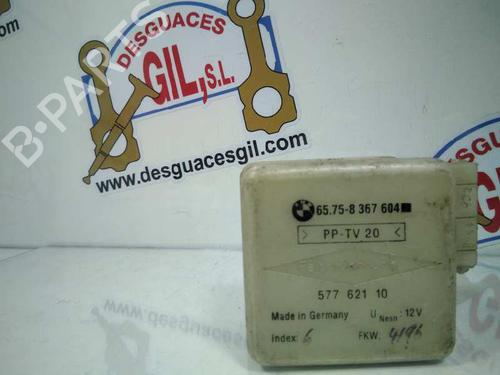 DESGUACES
GIL, S.L.
B-PARTS
www.desguacesgil.com
65.75-8 367 604
> PP-TV 20 <
577 621 10
Made in Germany U Nenn : 12V
Index: 6 FKW: 4196